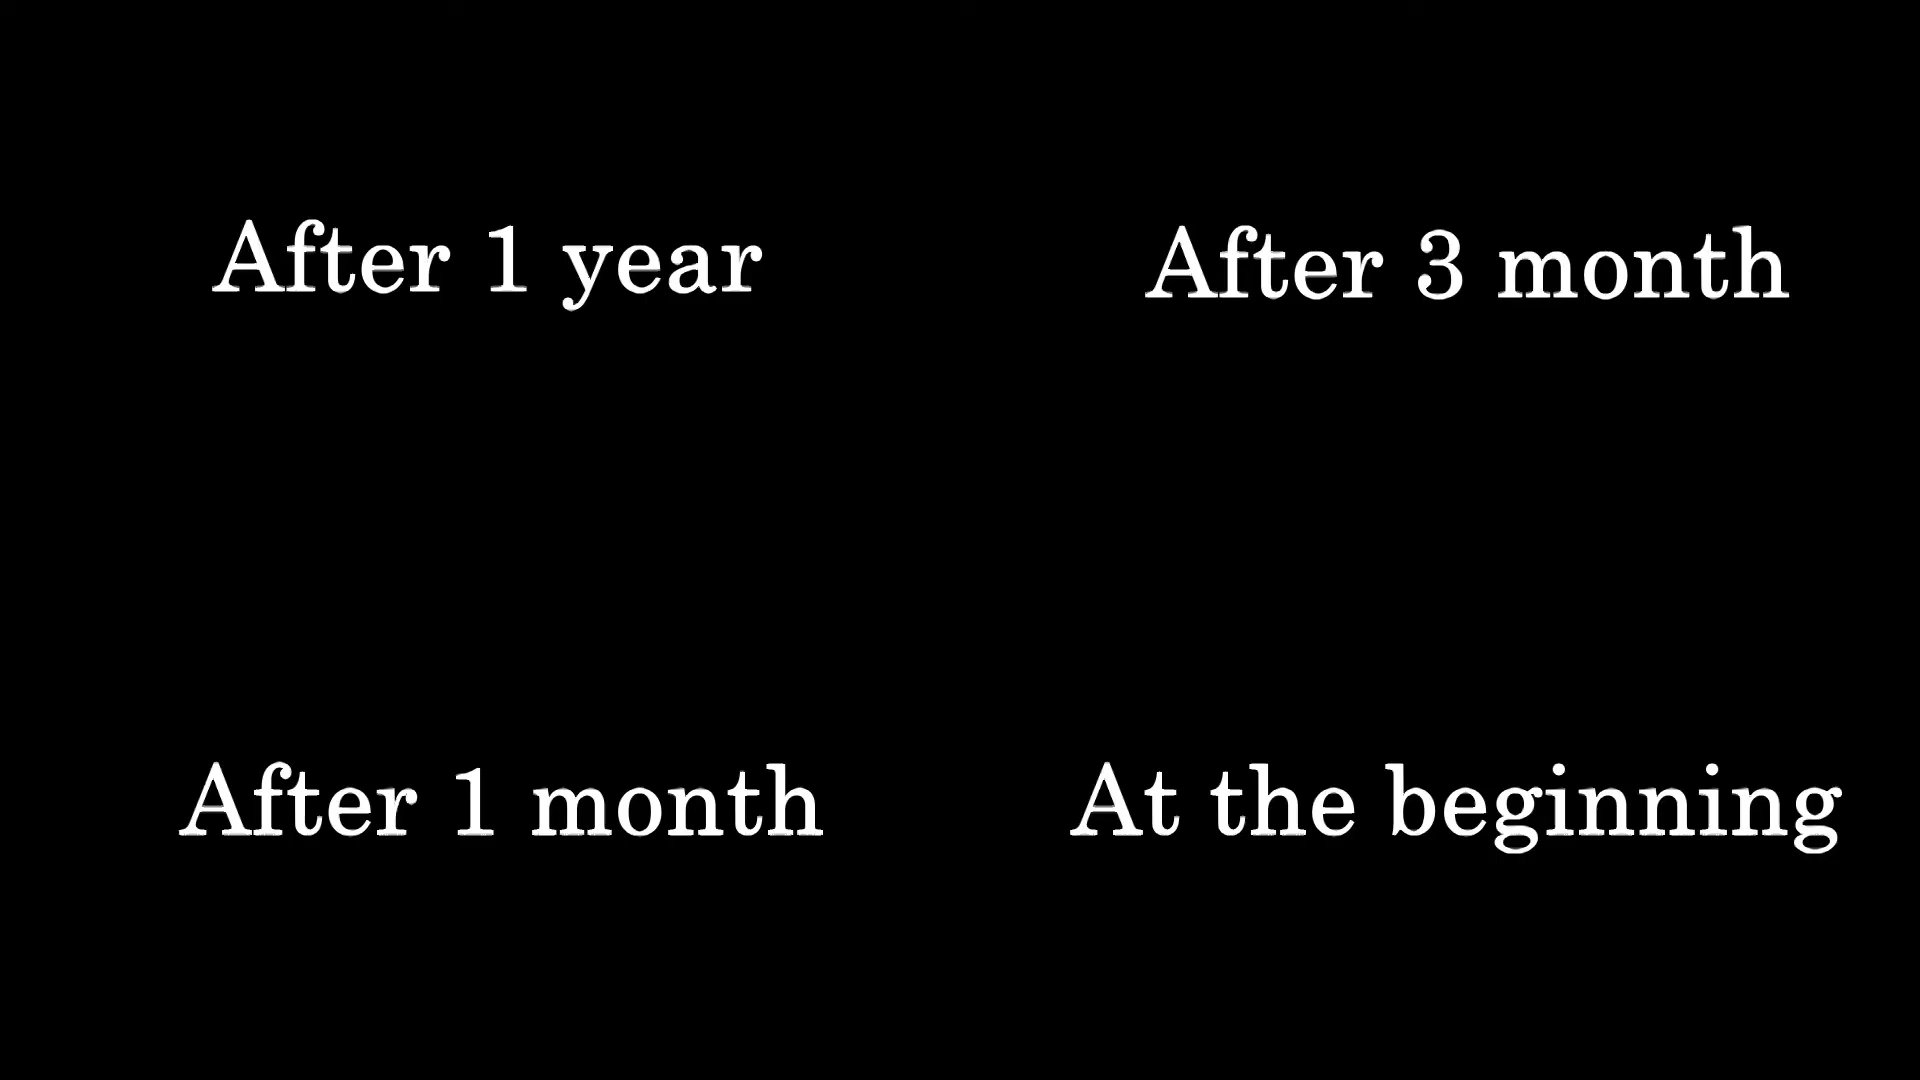 After 1 year
After 3 month
After 1 month
At the beginning